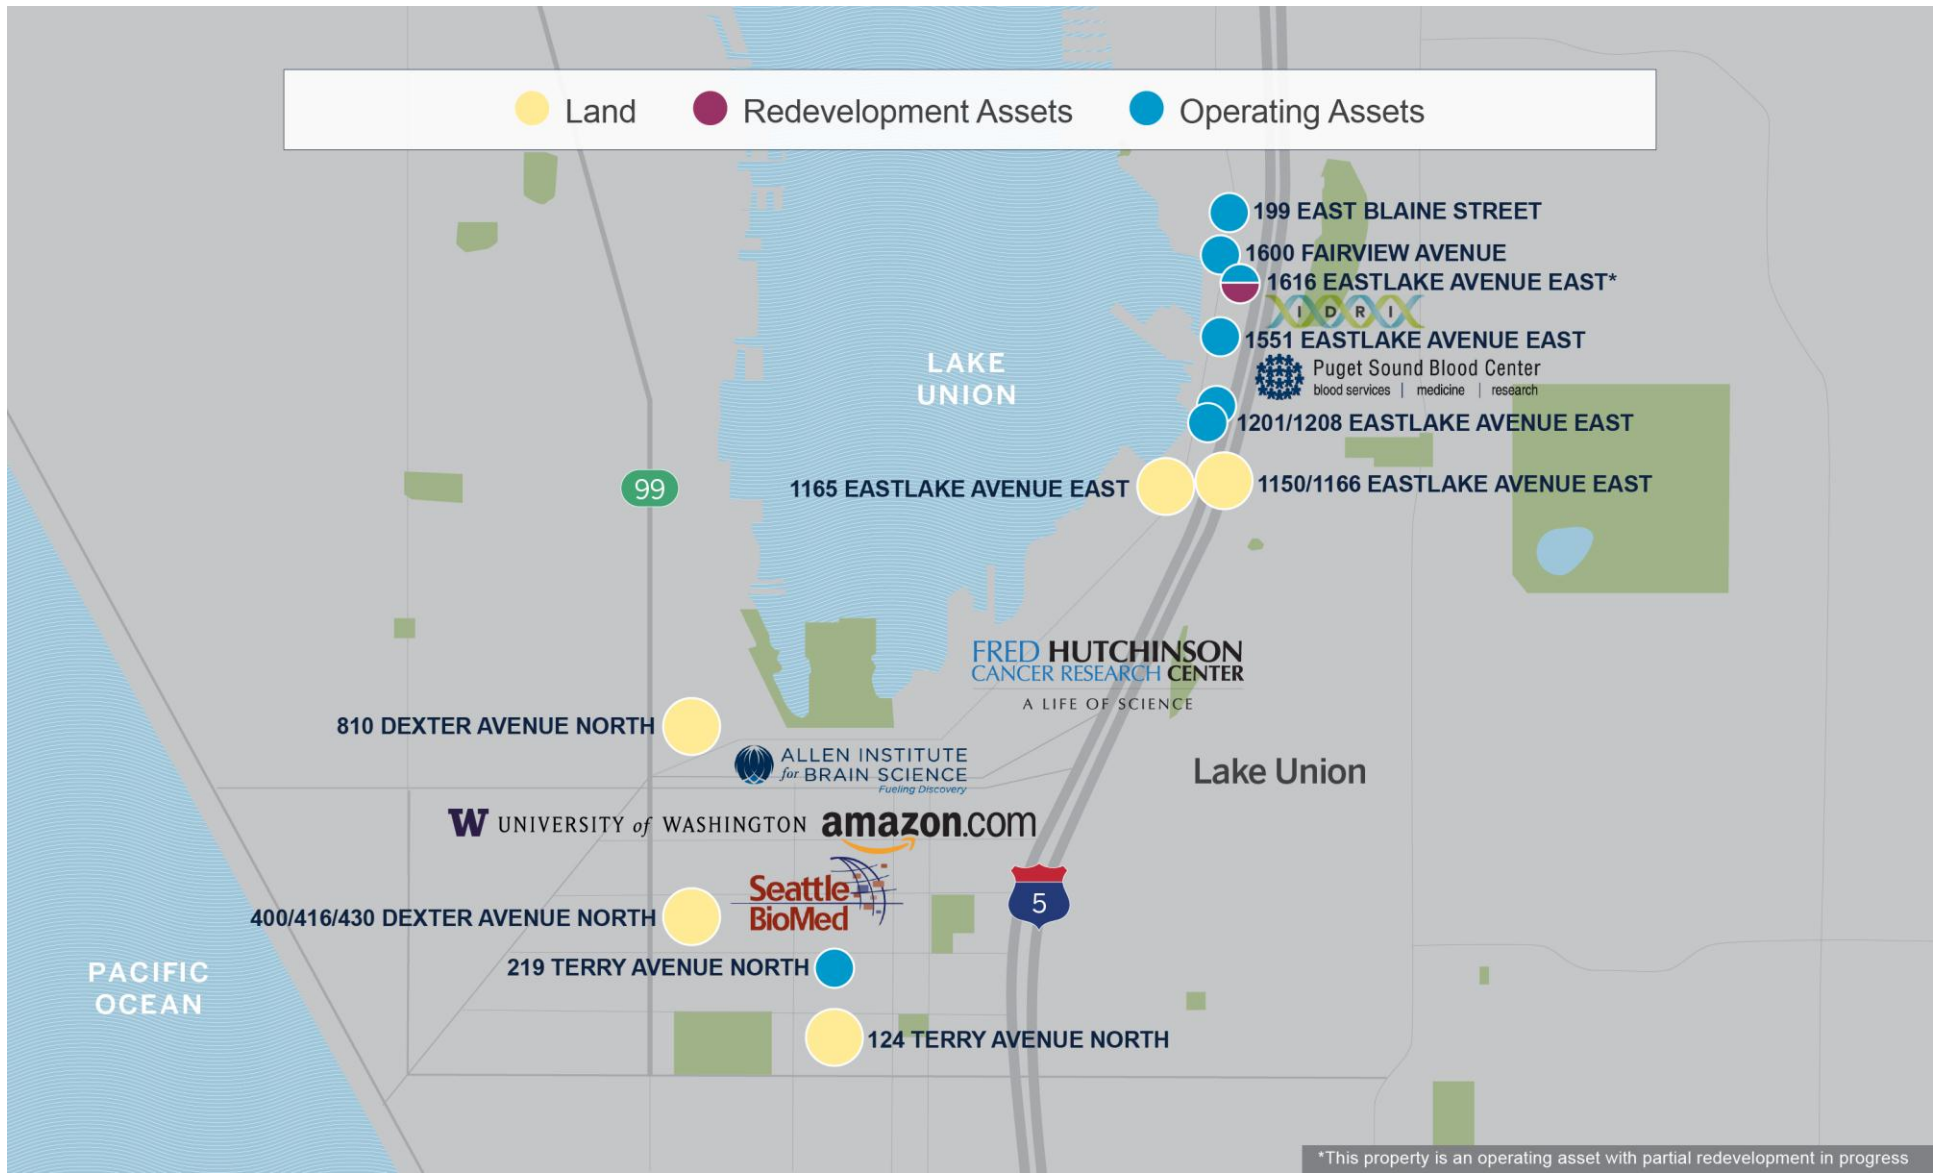 Land
Redevelopment Assets
Operating Assets
199 EAST BLAINE STREET
1600 FAIRVIEW AVENUE
1616 EASTLAKE AVENUE EAST*
I D R I
1551 EASTLAKE AVENUE EAST
LAKE
UNION
Puget Sound Blood Center
blood services | medicine | research
1201/1208 EASTLAKE AVENUE EAST
99
1165 EASTLAKE AVENUE EAST
1150/1166 EASTLAKE AVENUE EAST
FRED HUTCHINSON
CANCER RESEARCH CENTER
A LIFE OF SCIENCE
810 DEXTER AVENUE NORTH
ALLEN INSTITUTE
for BRAIN SCIENCE
Fueling Discovery
Lake Union
W UNIVERSITY of WASHINGTON
amazon.com
Seattle
BioMed
5
400/416/430 DEXTER AVENUE NORTH
219 TERRY AVENUE NORTH
PACIFIC
OCEAN
124 TERRY AVENUE NORTH
*This property is an operating asset with partial redevelopment in progress